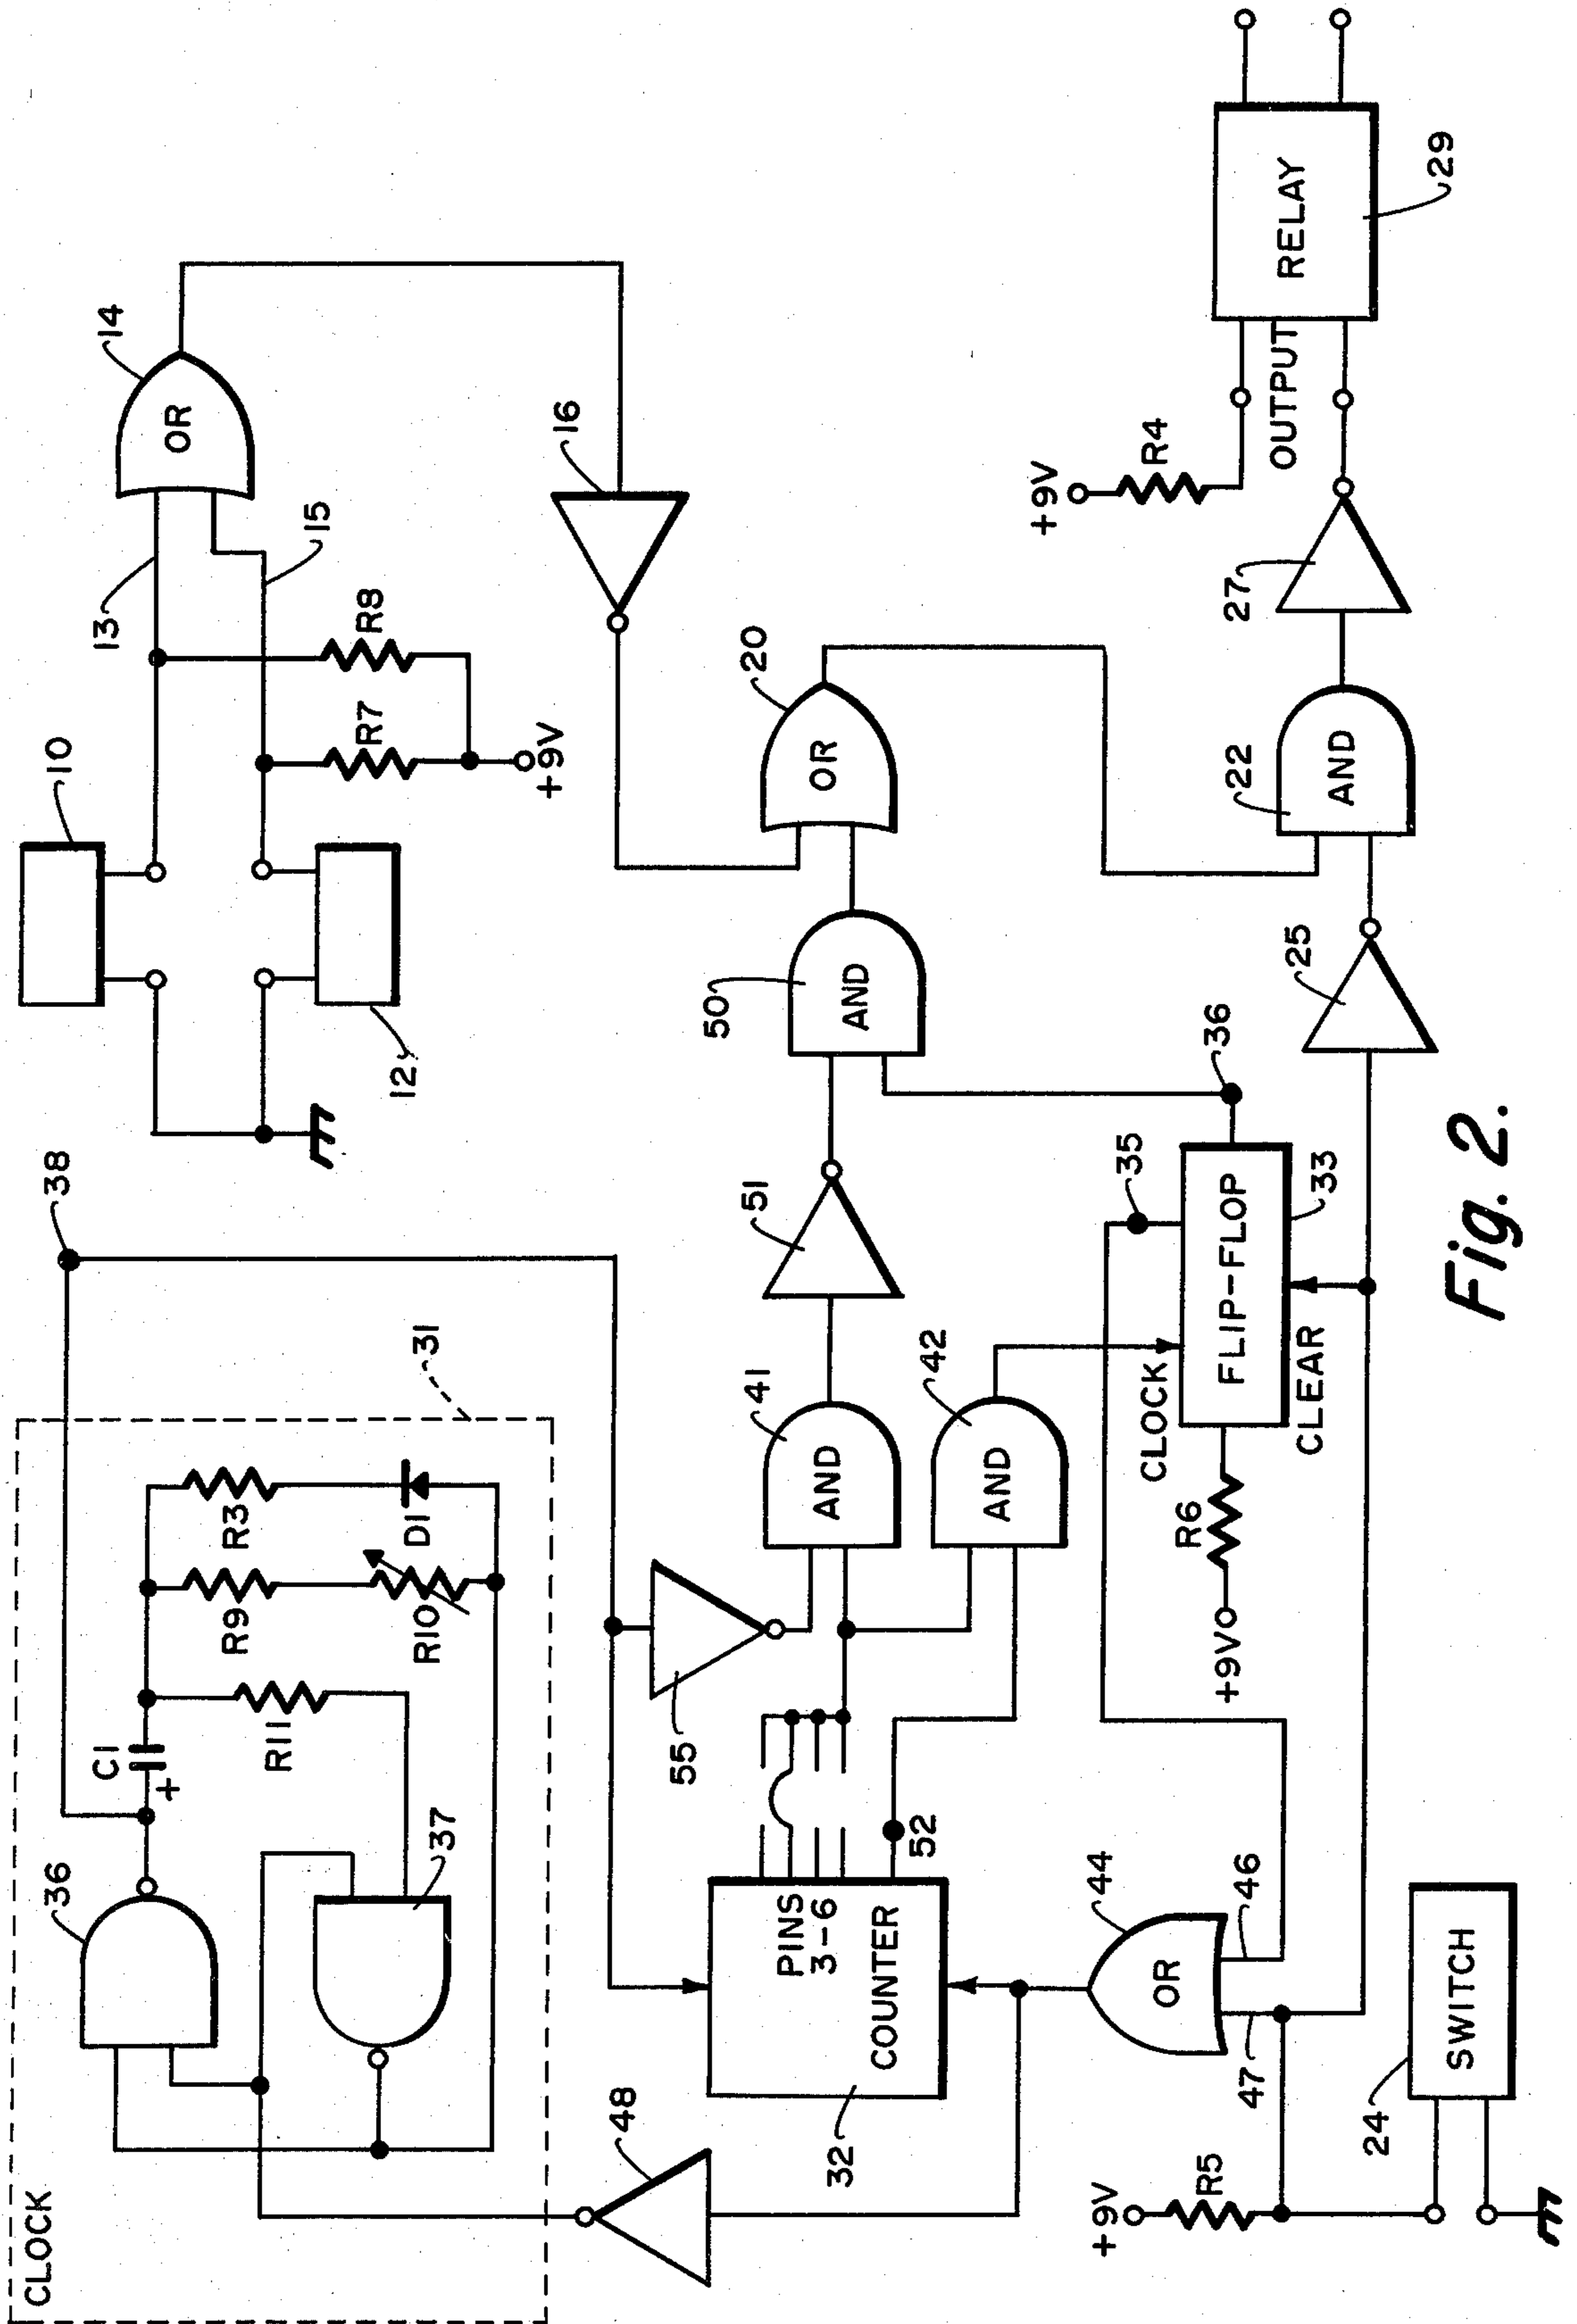 CLOCK
36
C1
+
R11
37
R9
R10
R3
D1
31
38
10
12
13
15
R7
R8
+9V
14
OR
16
48
55
32
PINS
3-6
COUNTER
52
41
AND
42
AND
51
50
AND
20
OR
44
OR
46
47
+9V
R5
24
SWITCH
+9V
R6
CLOCK
FLIP-FLOP
CLEAR
33
35
36
25
22
AND
27
+9V
R4
OUTPUT
RELAY
29
Fig. 2.